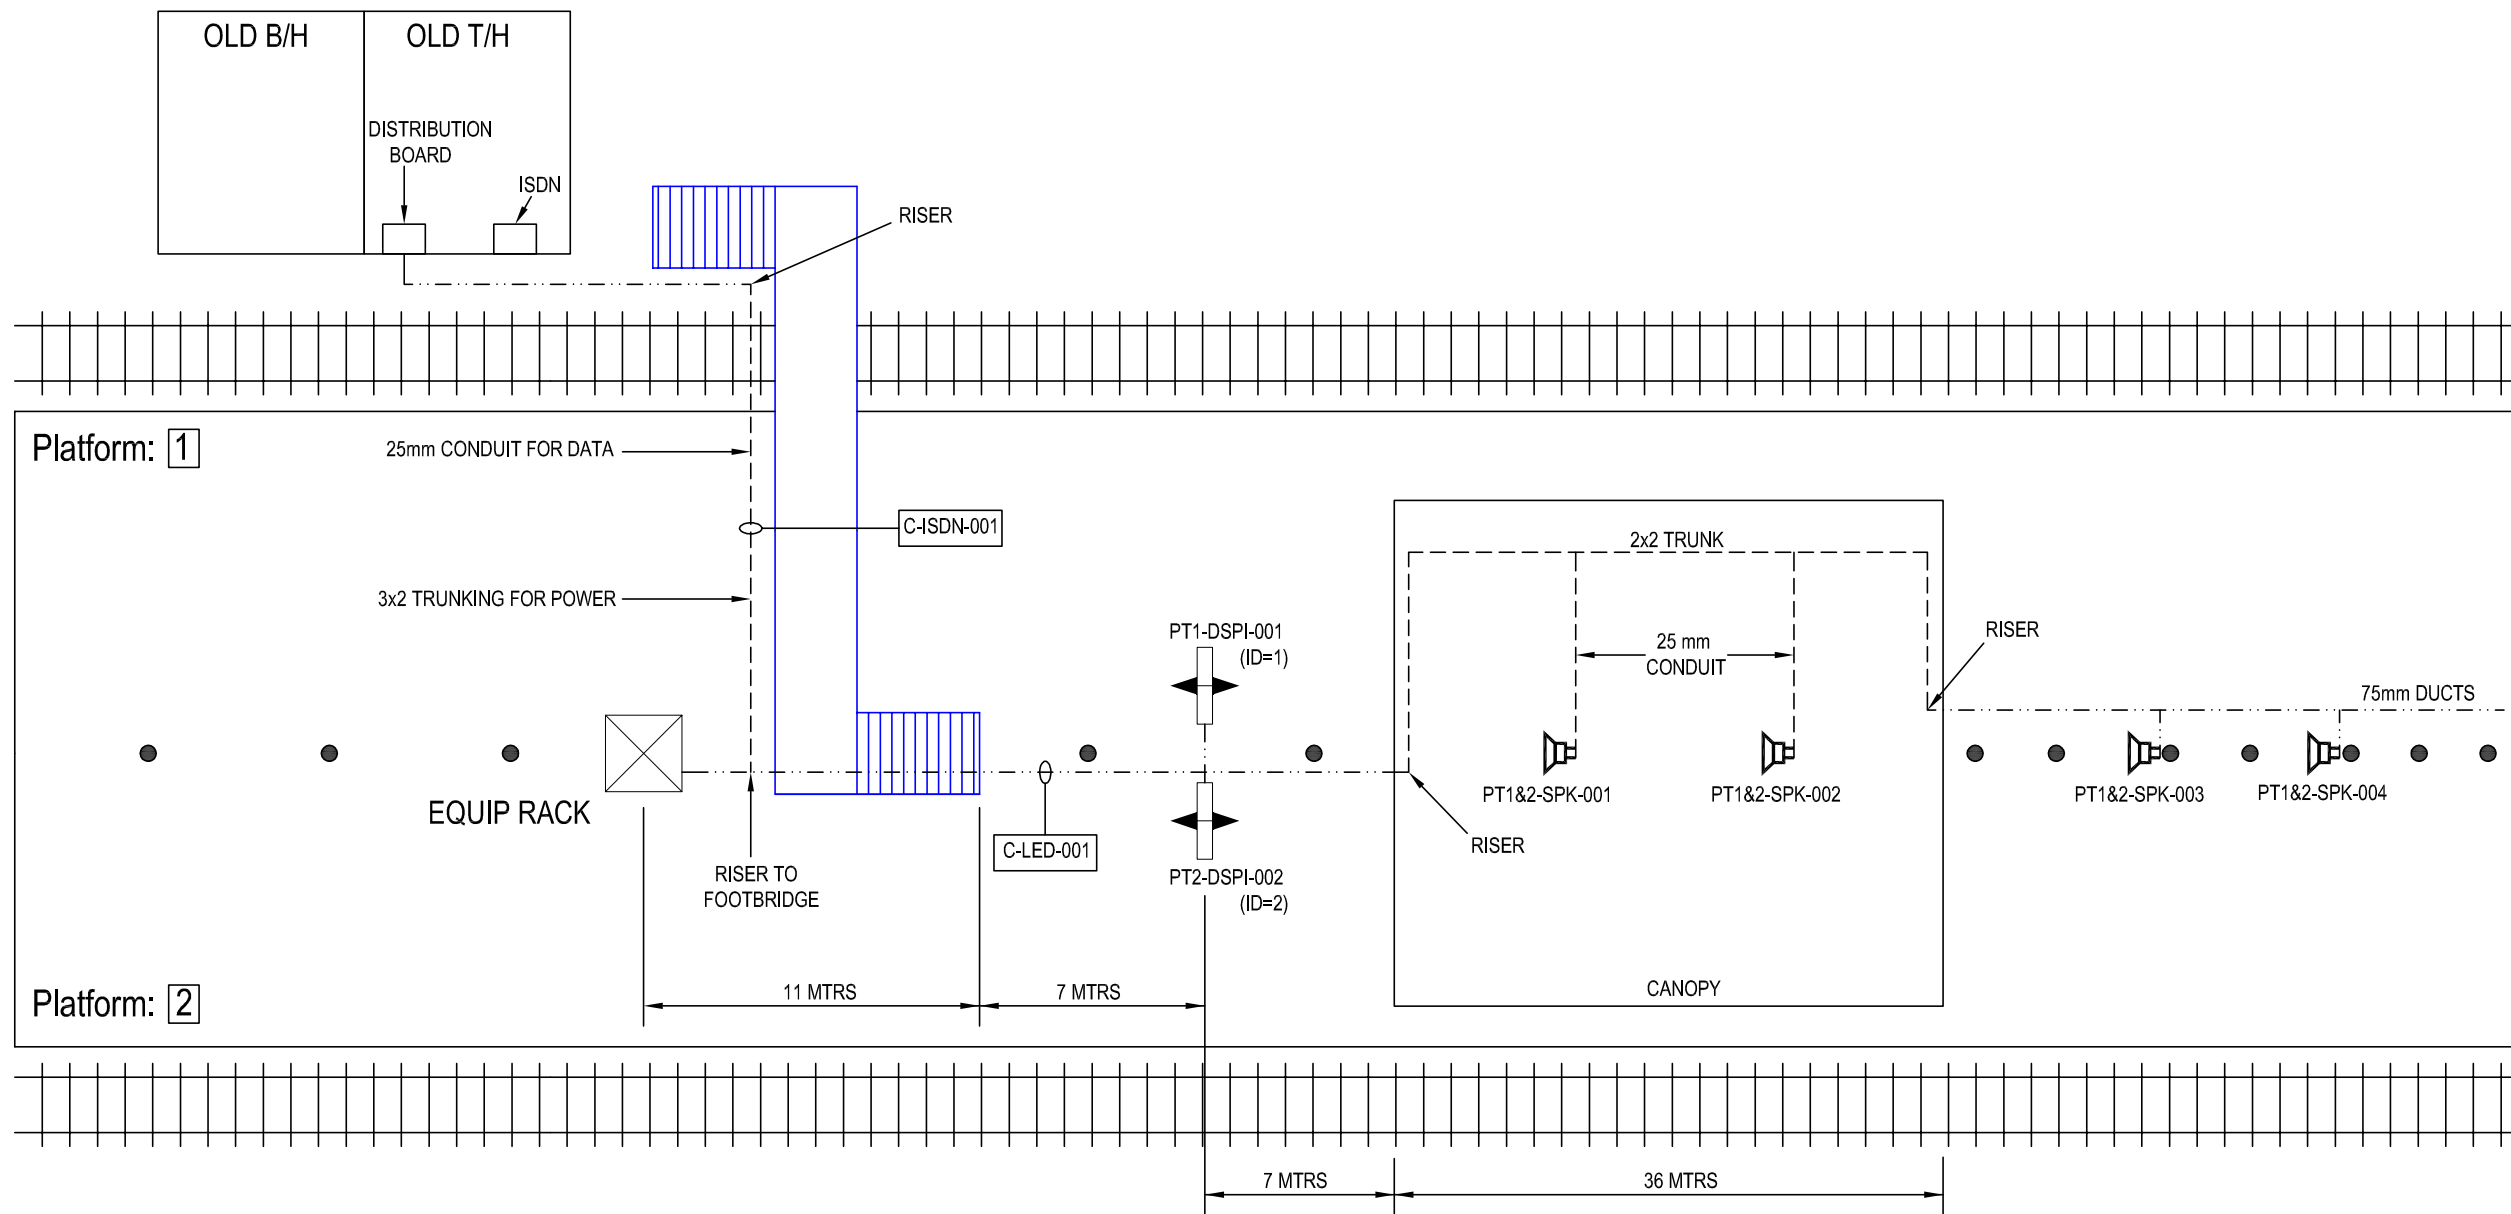 OLD B/H
OLD T/H
DISTRIBUTION
BOARD
ISDN
RISER
Platform: 1
25mm CONDUIT FOR DATA
C-ISDN-001
2x2 TRUNK
3x2 TRUNKING FOR POWER
PT1-DSPI-001
(ID=1)
25 mm
CONDUIT
RISER
75mm DUCTS
EQUIP RACK
PT1&2-SPK-001
PT1&2-SPK-002
PT1&2-SPK-003
PT1&2-SPK-004
C-LED-001
RISER
RISER TO
FOOTBRIDGE
PT2-DSPI-002
(ID=2)
Platform: 2
11 MTRS
7 MTRS
CANOPY
7 MTRS
36 MTRS